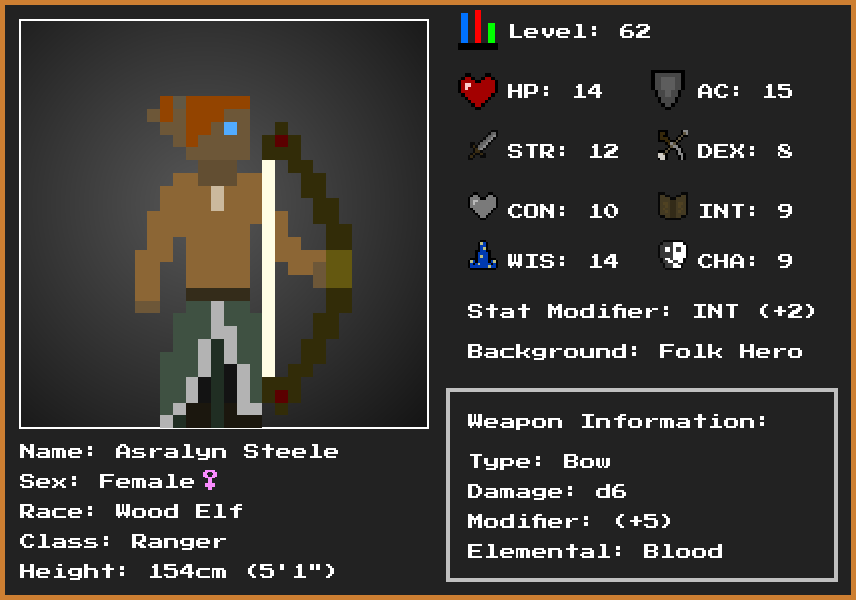 Level: 62
HP: 14 AC: 15
STR: 12 DEX: 8
CON: 10 INT: 9
WIS: 14 CHA: 9
Stat Modifier: INT (+2)
Background: Folk Hero
Weapon Information:
Type: Bow
Damage: d6
Modifier: (+5)
Elemental: Blood
Name: Asralyn Steele
Sex: Female♀
Race: Wood Elf
Class: Ranger
Height: 154cm (5'1")